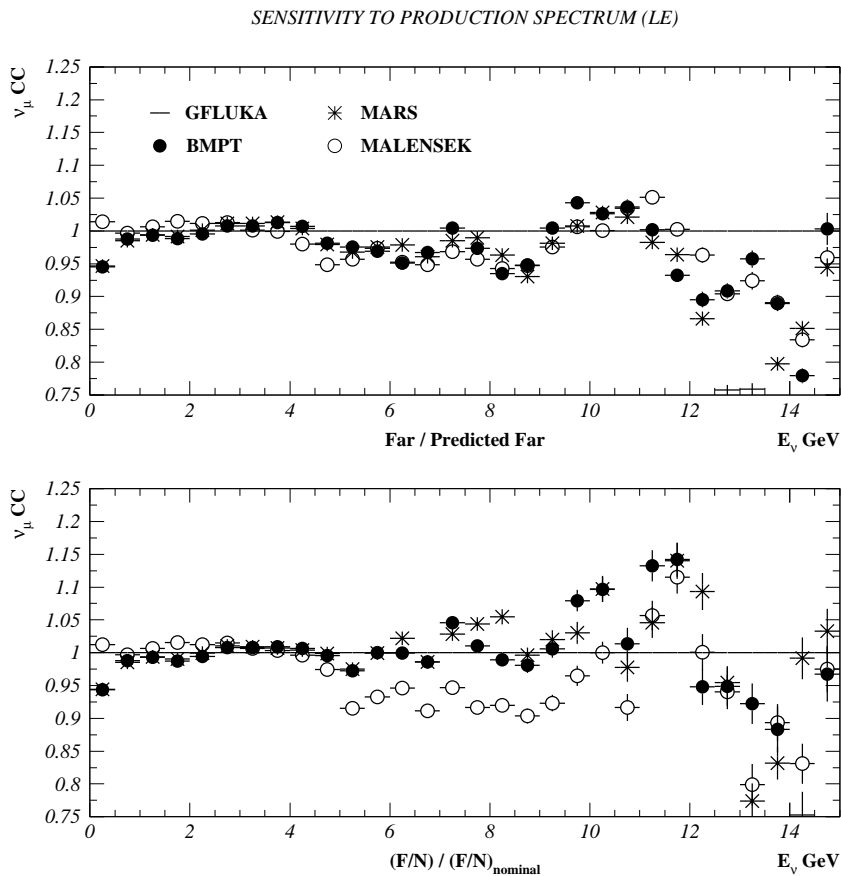 SENSITIVITY TO PRODUCTION SPECTRUM (LE)
ν_μ CC
1.25
1.2
1.15
1.1
1.05
1
0.95
0.9
0.85
0.8
0.75
GFLUKA
MARS
BMPT
MALENSEK
0 2 4 6 8 10 12 14
Far / Predicted Far
E_ν GeV
ν_μ CC
1.25
1.2
1.15
1.1
1.05
1
0.95
0.9
0.85
0.8
0.75
0 2 4 6 8 10 12 14
(F/N) / (F/N)_nominal
E_ν GeV